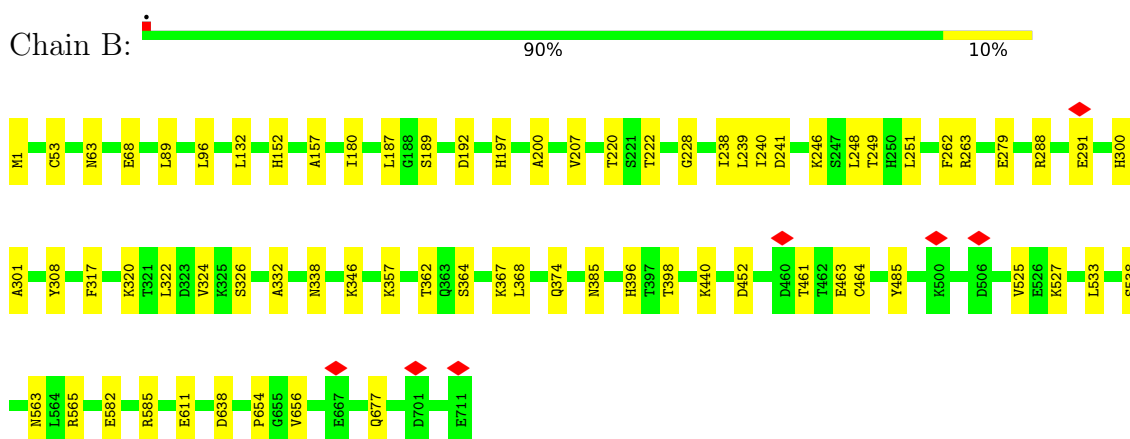 Chain B:
90%
10%
M1 C53 N63 E68 L89 L96 L132 H152 A157 I180 L187 G188 S189 D192 H197 A200 V207 T220 S221 T222 G228 I238 L239 I240 D241 K246 S247 L248 T249 H250 L251 F262 R263 E279 R288 E291 H300
A301 Y308 F317 K320 T321 L322 D323 V324 K325 S326 A332 N338 K346 K357 T362 Q363 S364 K367 L368 Q374 N385 H396 T397 T398 K440 D452 D460 T461 T462 E463 C464 Y485 K500 D506 V525 E526 K527 L533 S538
N563 L564 R565 E582 R585 E611 D638 P654 G655 V656 E667 Q677 D701 E711